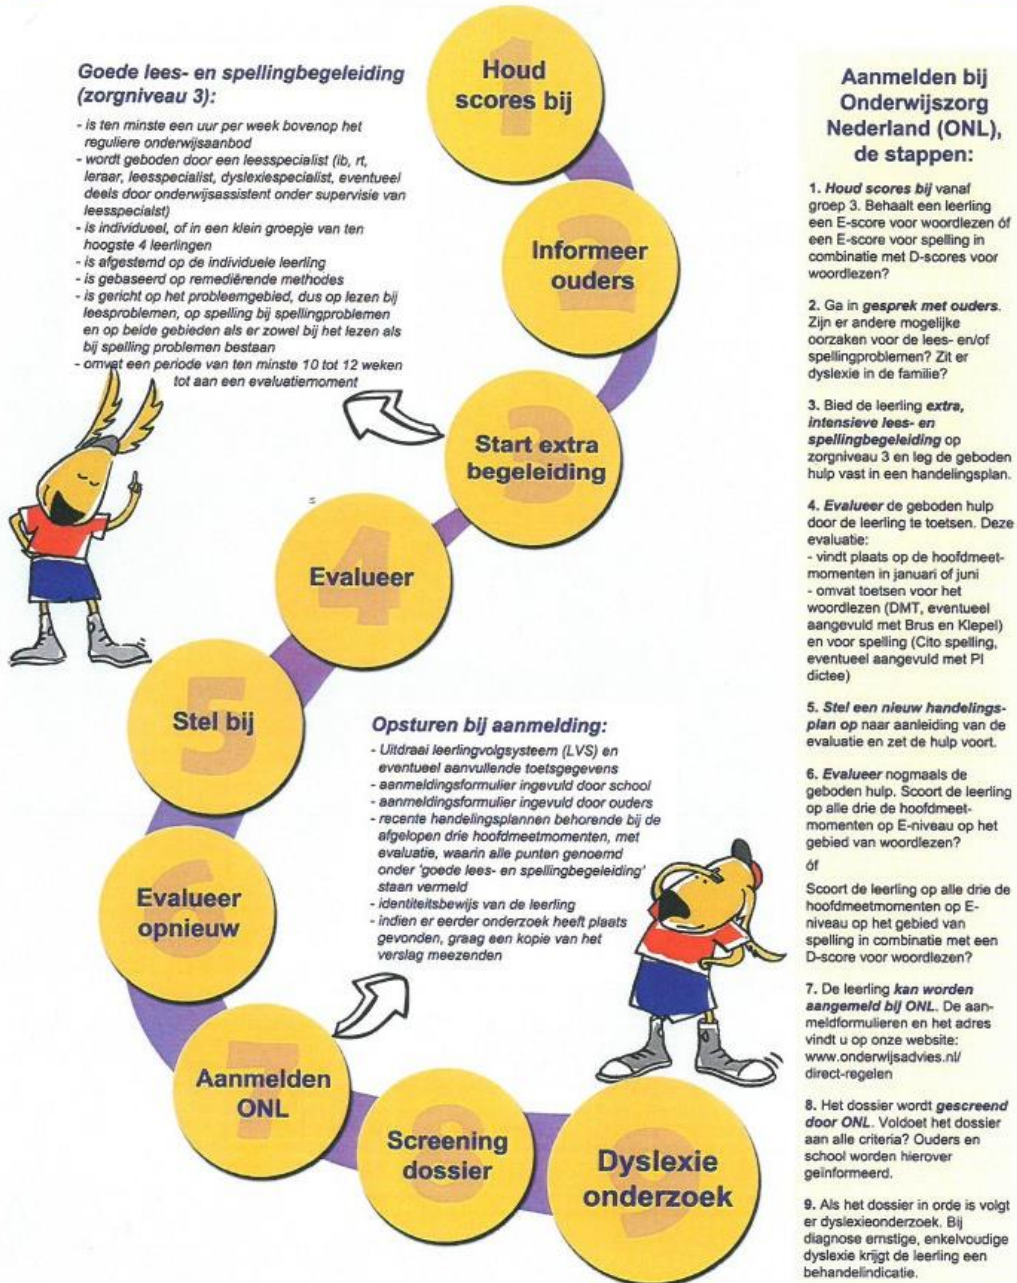 1
Houd
scores bij
Goede lees- en spellingbegeleiding
(zorgniveau 3):
- is ten minste een uur per week bovenop het
reguliere onderwijsaanbod
- wordt geboden door een leesspecialist (ib, rt,
leraar, leesspecialist, dyslexiespecialist, eventueel
deels door onderwijsassistent onder supervisie van
leesspecialst)
- is individueel, of in een klein groepje van ten
hoogste 4 leerlingen
- is afgestemd op de individuele leerling
- is gebaseerd op remediërende methodes
- is gericht op het probleemgebied, dus op lezen bij
leesproblemen, op spelling bij spellingproblemen
en op beide gebieden als er zowel bij het lezen als
bij spelling problemen bestaan
- omvat een periode van ten minste 10 tot 12 weken
tot aan een evaluatiemoment
2
Informeer
ouders
3
Start extra
begeleiding
4
Evalueer
5
Stel bij
6
Evalueer
opnieuw
Opsturen bij aanmelding:
- Uitdraai leerlingvolgsysteem (LVS) en
eventueel aanvullende toetsgegevens
- aanmeldingsformulier ingevuld door school
- aanmeldingsformulier ingevuld door ouders
- recente handelingsplannen behorende bij de
afgelopen drie hoofdmeetmomenten, met
evaluatie, waarin alle punten genoemd
onder 'goede lees- en spellingbegeleiding'
staan vermeld
- identiteitsbewijs van de leerling
- indien er eerder onderzoek heeft plaats
gevonden, graag een kopie van het
verslag meezenden
7
Aanmelden
ONL
8
Screening
dossier
9
Dyslexie
onderzoek
Aanmelden bij
Onderwijszorg
Nederland (ONL),
de stappen:
1. Houd scores bij vanaf
groep 3. Behaalt een leerling
een E-score voor woordlezen óf
een E-score voor spelling in
combinatie met D-scores voor
woordlezen?
2. Ga in gesprek met ouders.
Zijn er andere mogelijke
oorzaken voor de lees- en/of
spellingproblemen? Zit er
dyslexie in de familie?
3. Bied de leerling extra,
intensieve lees- en
spellingbegeleiding op
zorgniveau 3 en leg de geboden
hulp vast in een handelingsplan.
4. Evalueer de geboden hulp
door de leerling te toetsen. Deze
evaluatie:
- vindt plaats op de hoofdmeet-
momenten in januari of juni
- omvat toetsen voor het
woordlezen (DMT, eventueel
aangevuld met Brus en Klepel)
en voor spelling (Cito spelling,
eventueel aangevuld met PI
dictee)
5. Stel een nieuw handelings-
plan op naar aanleiding van de
evaluatie en zet de hulp voort.
6. Evalueer nogmaals de
geboden hulp. Scoort de leerling
op alle drie de hoofdmeet-
momenten op E-niveau op het
gebied van woordlezen?
óf
Scoort de leerling op alle drie de
hoofdmeetmomenten op E-
niveau op het gebied van
spelling in combinatie met een
D-score voor woordlezen?
7. De leerling kan worden
aangemeld bij ONL. De aan-
meldformulieren en het adres
vindt u op onze website:
www.onderwijsadvies.nl/
direct-regelen
8. Het dossier wordt gescreend
door ONL. Voldoet het dossier
aan alle criteria? Ouders en
school worden hierover
geïnformeerd.
9. Als het dossier in orde is volgt
er dyslexieonderzoek. Bij
diagnose ernstige, enkelvoudige
dyslexie krijgt de leerling een
behandelindicatie.